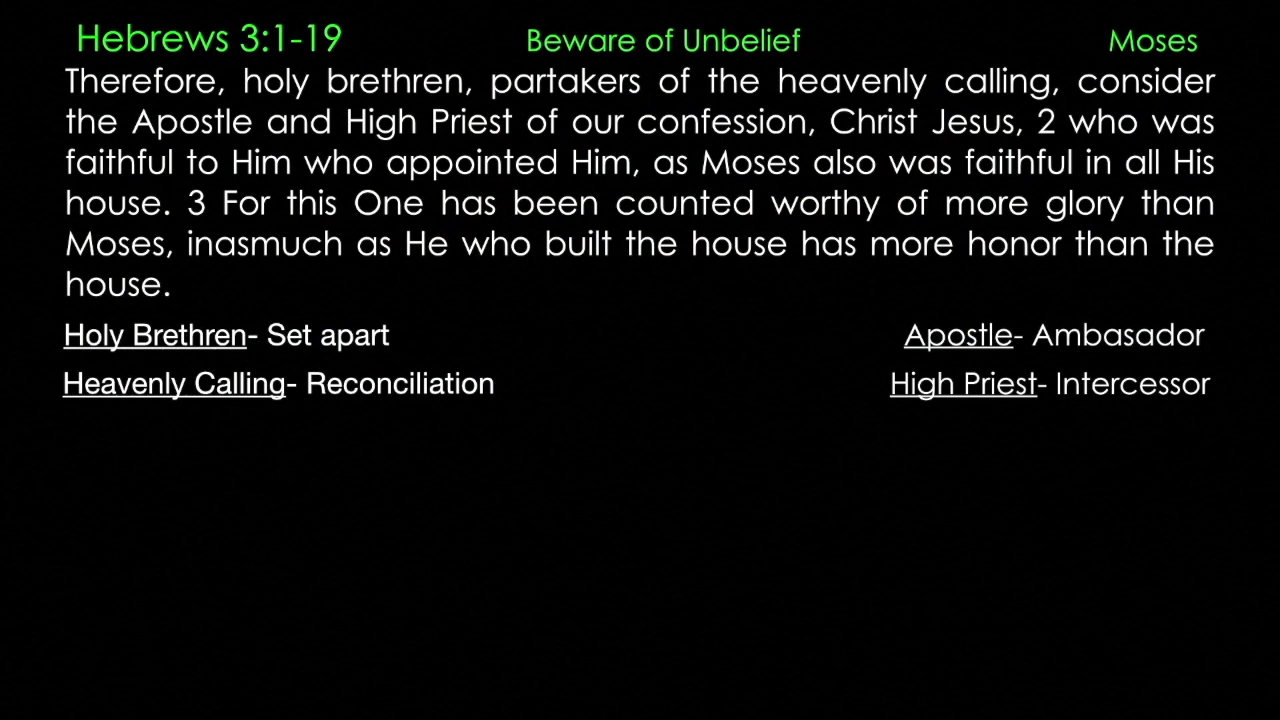 Hebrews 3:1-19 Beware of Unbelief Moses
Therefore, holy brethren, partakers of the heavenly calling, consider
the Apostle and High Priest of our confession, Christ Jesus, 2 who was
faithful to Him who appointed Him, as Moses also was faithful in all His
house. 3 For this One has been counted worthy of more glory than
Moses, inasmuch as He who built the house has more honor than the
house.
Holy Brethren- Set apart Apostle- Ambasador
Heavenly Calling- Reconciliation High Priest- Intercessor